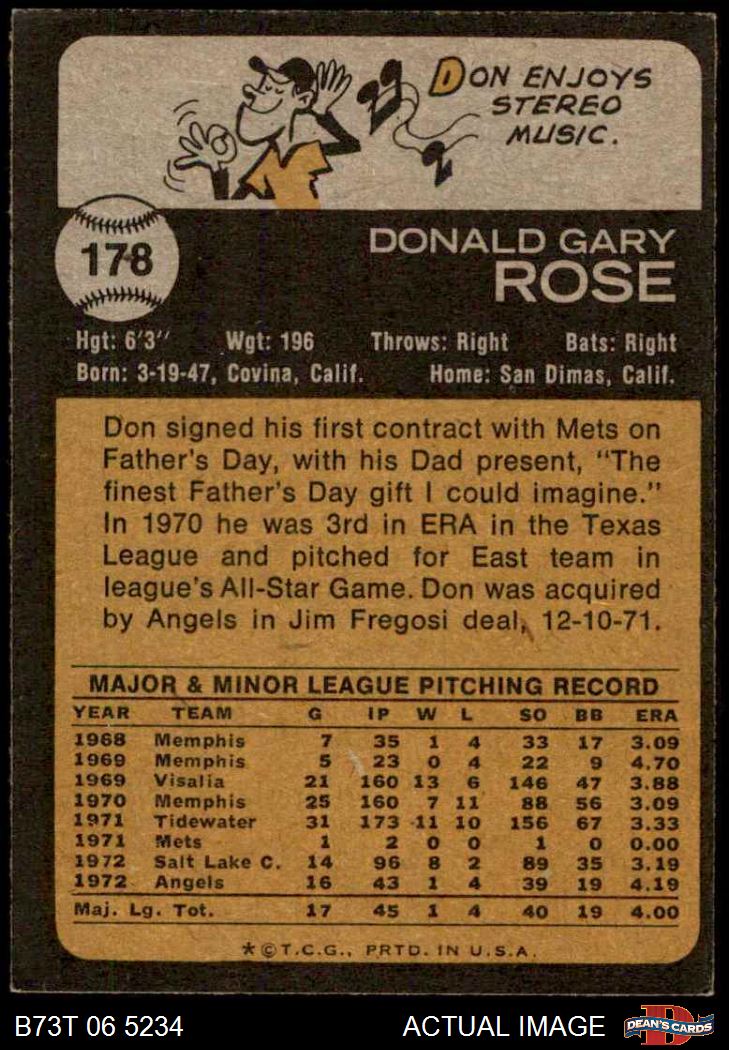 DON ENJOYS
STEREO
MUSIC.
178
DONALD GARY
ROSE
Hgt: 6'3" Wgt: 196 Throws: Right Bats: Right
Born: 3-19-47, Covina, Calif. Home: San Dimas, Calif.
Don signed his first contract with Mets on
Father's Day, with his Dad present, "The
finest Father's Day gift I could imagine."
In 1970 he was 3rd in ERA in the Texas
League and pitched for East team in
league's All-Star Game. Don was acquired
by Angels in Jim Fregosi deal, 12-10-71.
MAJOR & MINOR LEAGUE PITCHING RECORD
YEAR TEAM G IP W L SO BB ERA
1968 Memphis 7 35 1 4 33 17 3.09
1969 Memphis 5 23 0 4 22 9 4.70
1969 Visalia 21 160 13 6 146 47 3.88
1970 Memphis 25 160 7 11 88 56 3.09
1971 Tidewater 31 173 11 10 156 67 3.33
1971 Mets 1 2 0 0 1 0 0.00
1972 Salt Lake C. 14 96 8 2 89 35 3.19
1972 Angels 16 43 1 4 39 19 4.19
Maj. Lg. Tot. 17 45 1 4 40 19 4.00
*©T.C.G., PRTD. IN U.S.A.
B73T 06 5234 ACTUAL IMAGE DEAN'S CARDS